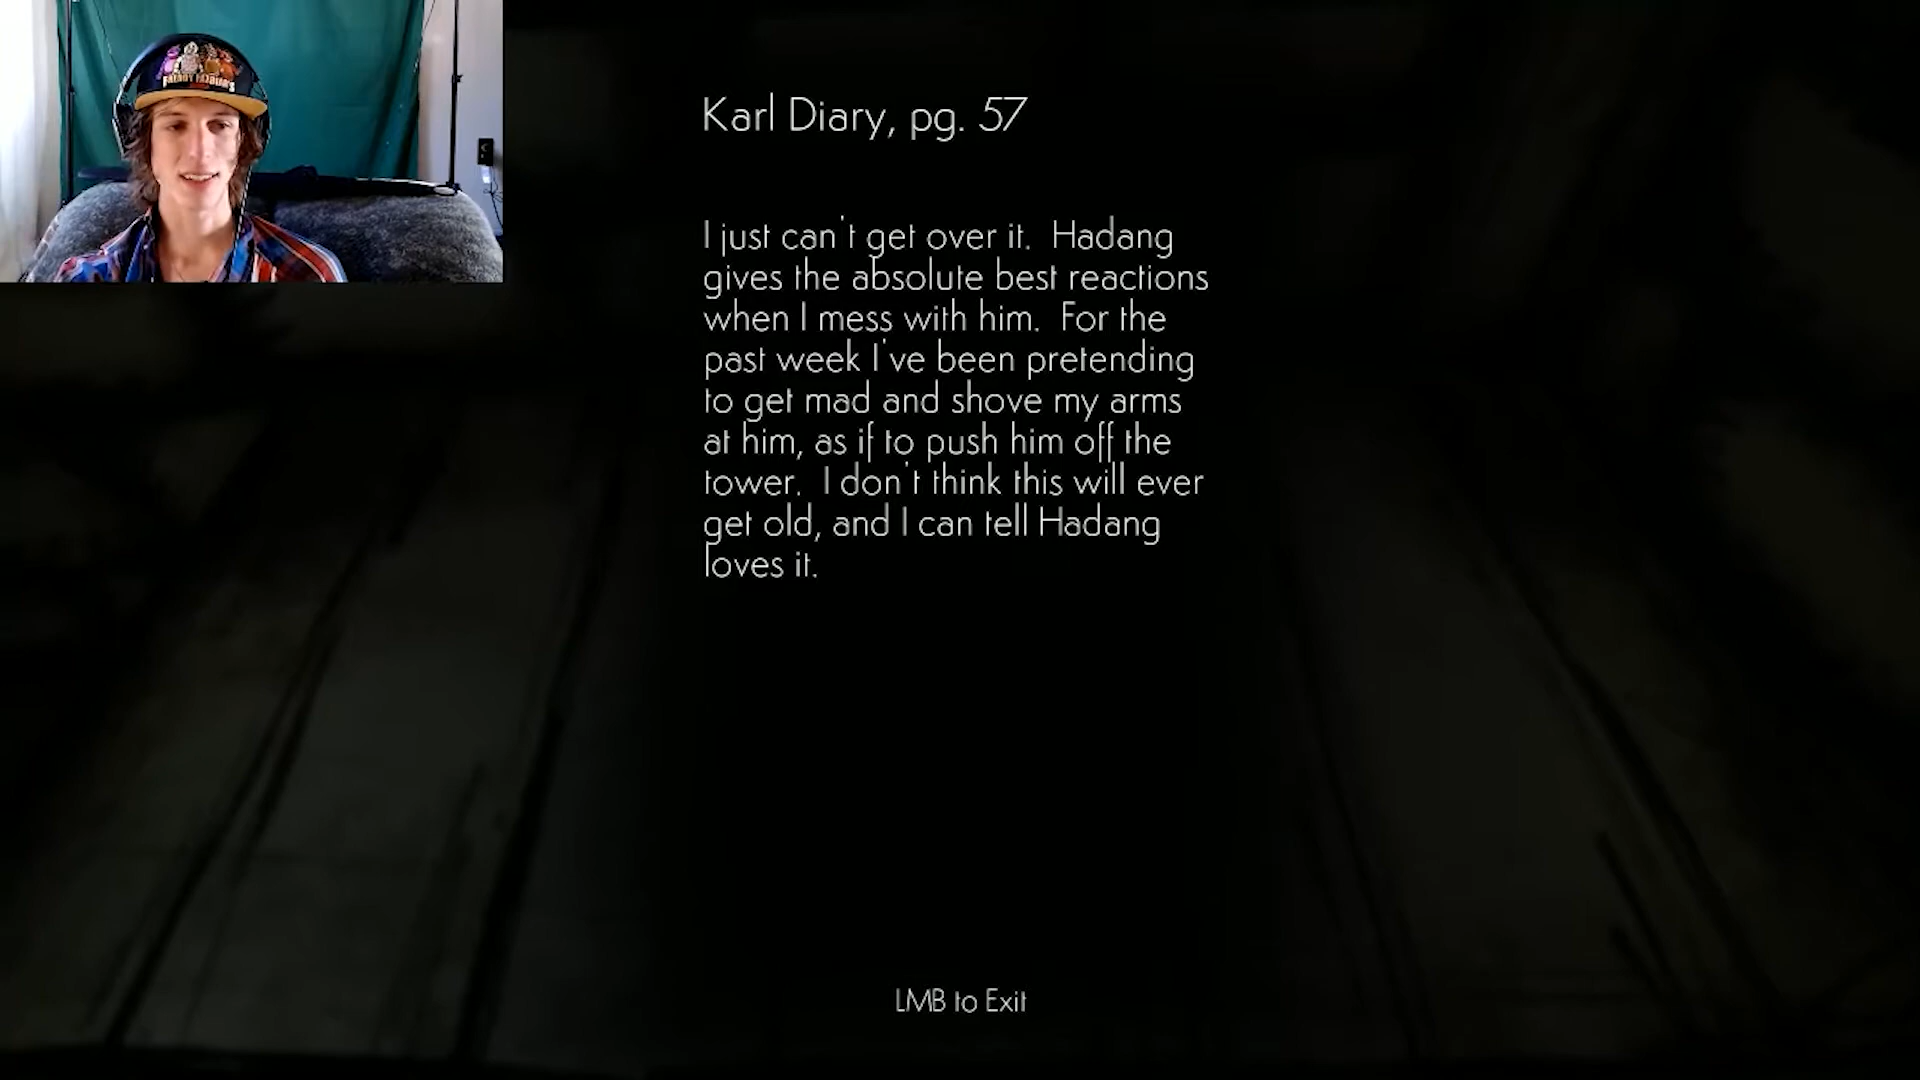 FREDDY FAZBEAR'S
Karl Diary, pg. 57
I just can't get over it.  Hadang
gives the absolute best reactions
when I mess with him.  For the
past week I've been pretending
to get mad and shove my arms
at him, as if to push him off the
tower.  I don't think this will ever
get old, and I can tell Hadang
loves it.
LMB to Exit